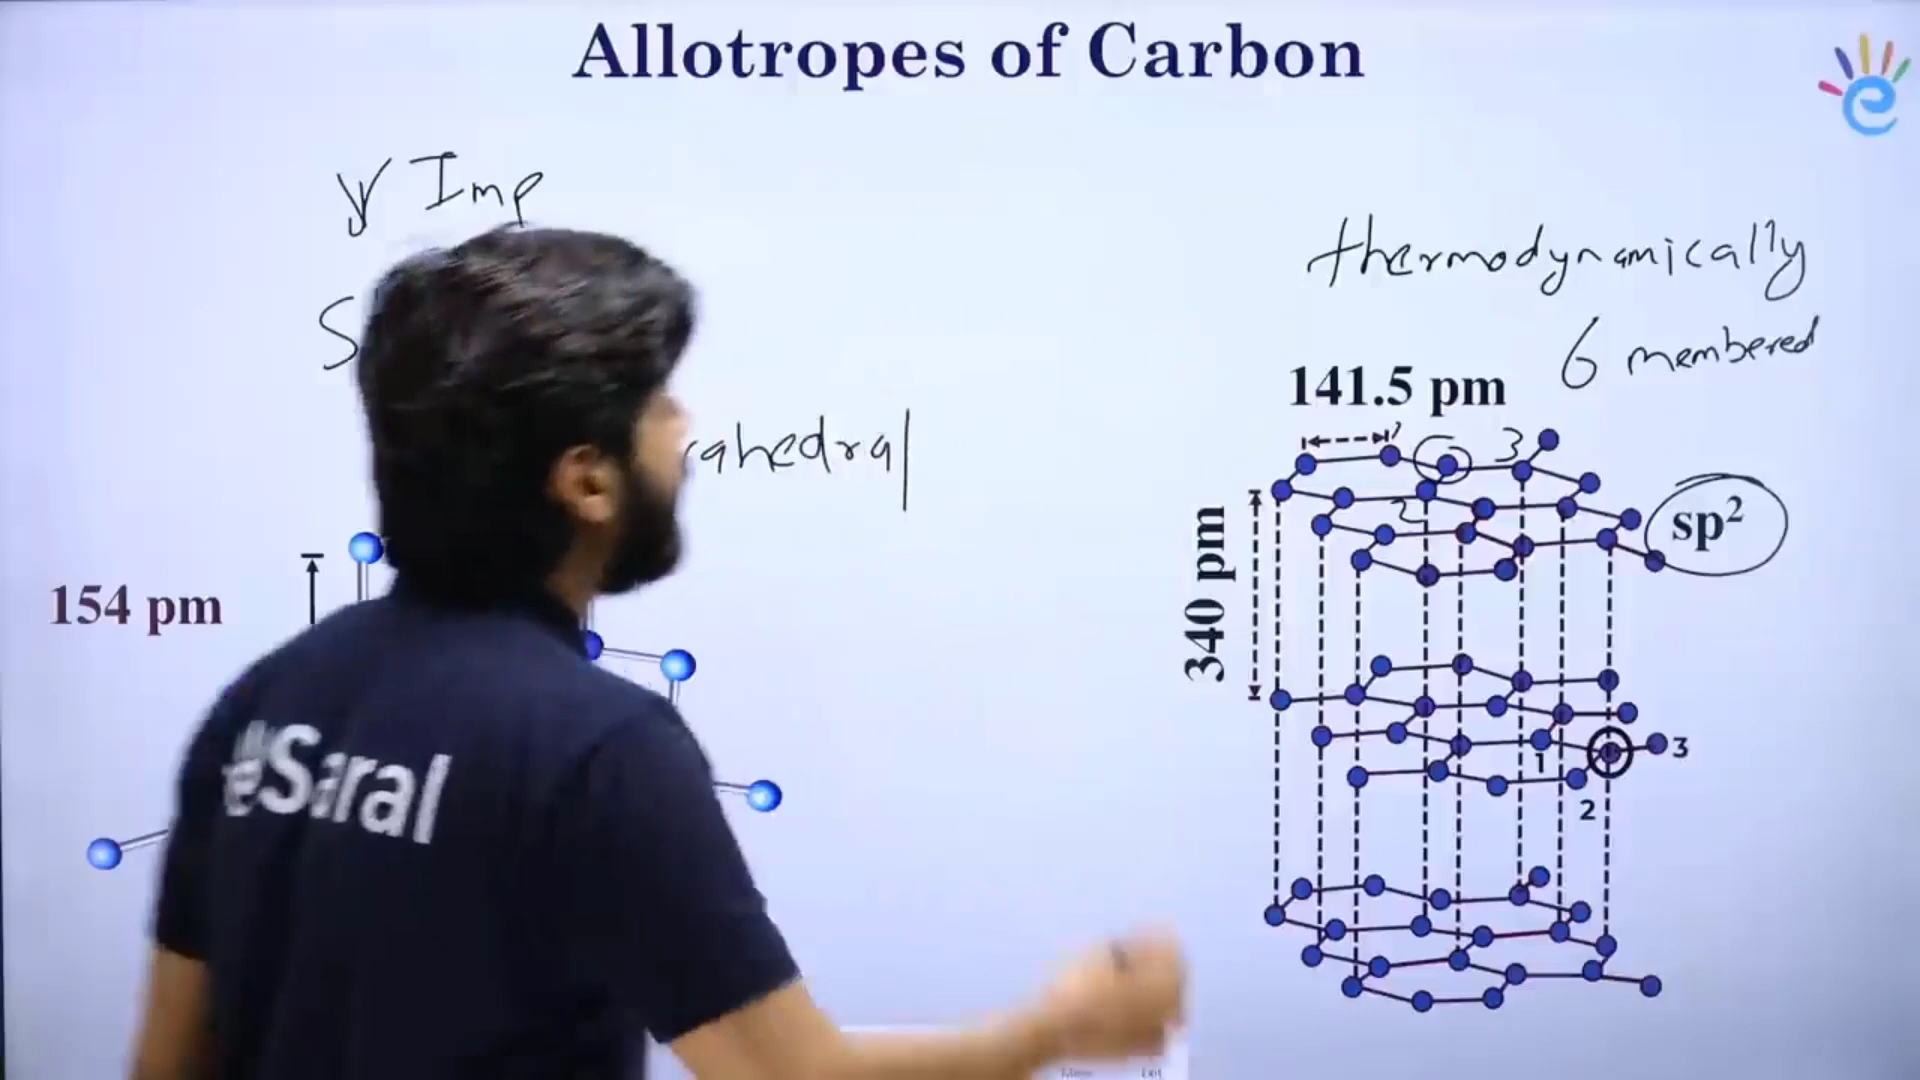 Allotropes of Carbon
Imp
S
ahedral
154 pm
thermodynamically
6 membered
141.5 pm
3
2
sp²
340 pm
1
3
2
eSaral